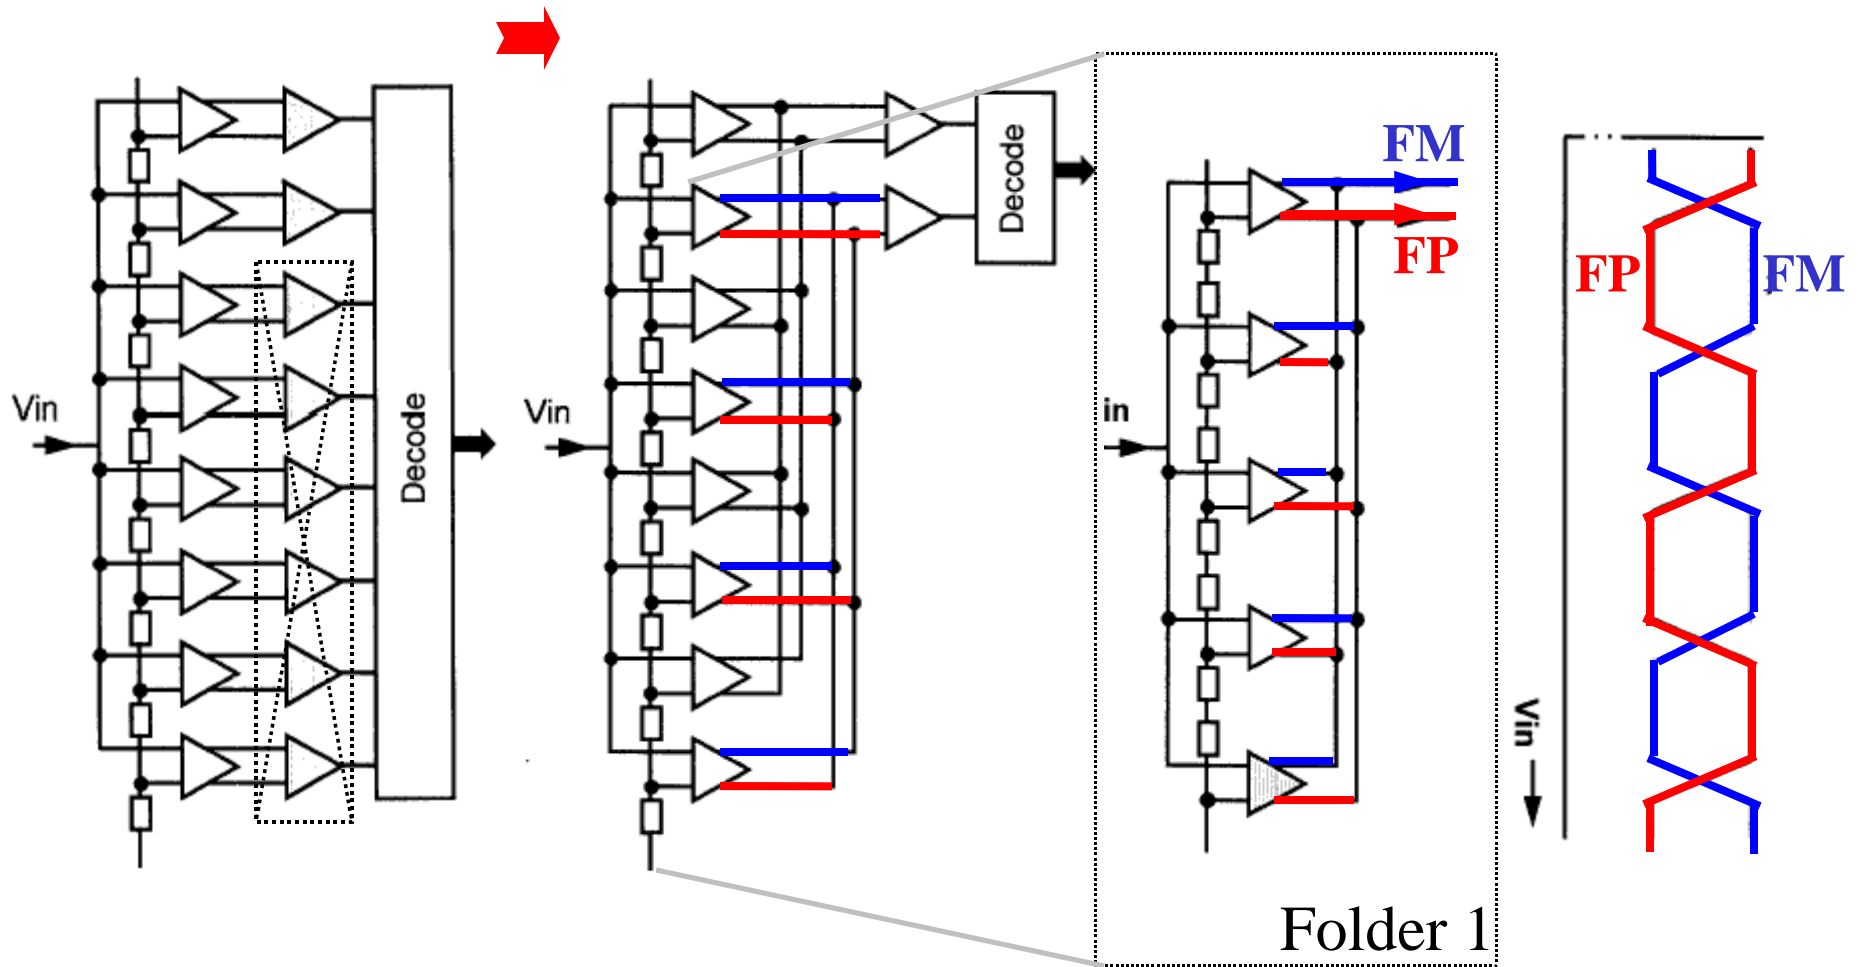 Vin
Decode
Vin
Decode
in
FM
FP
Folder 1
FP
FM
Vin